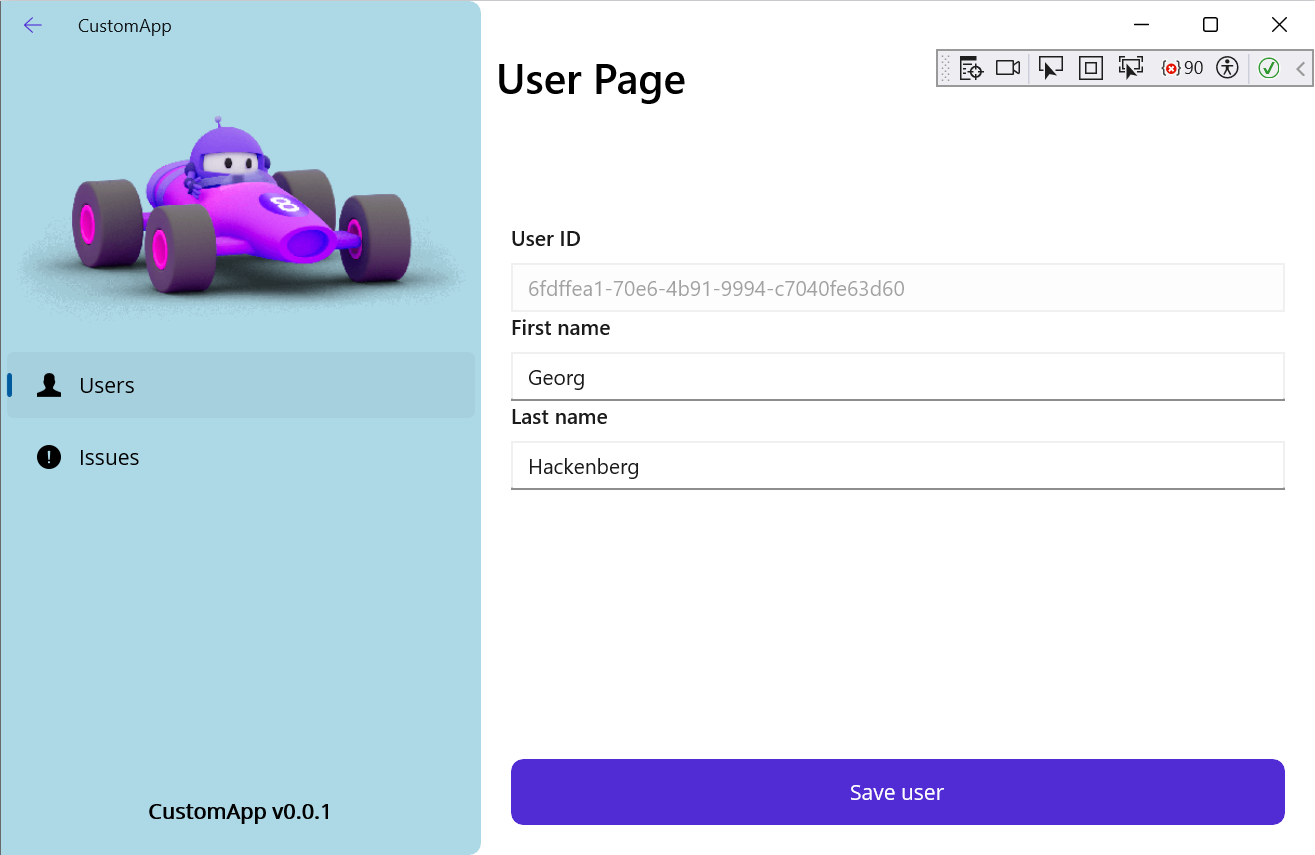 CustomApp
User Page
90
8
User ID
6fdffea1-70e6-4b91-9994-c7040fe63d60
First name
Georg
Users
Last name
Issues
Hackenberg
Save user
CustomApp v0.0.1